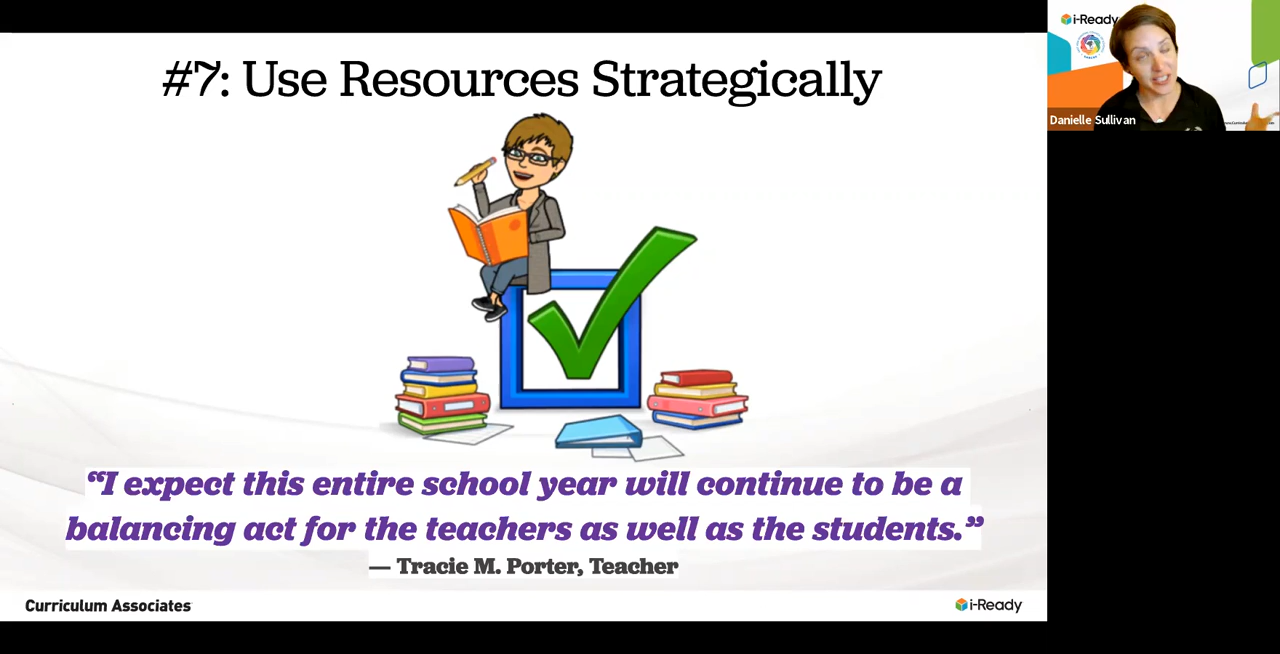 #7: Use Resources Strategically
“I expect this entire school year will continue to be a
balancing act for the teachers as well as the students.”
— Tracie M. Porter, Teacher
Curriculum Associates
i-Ready
i-Ready
Danielle Sullivan